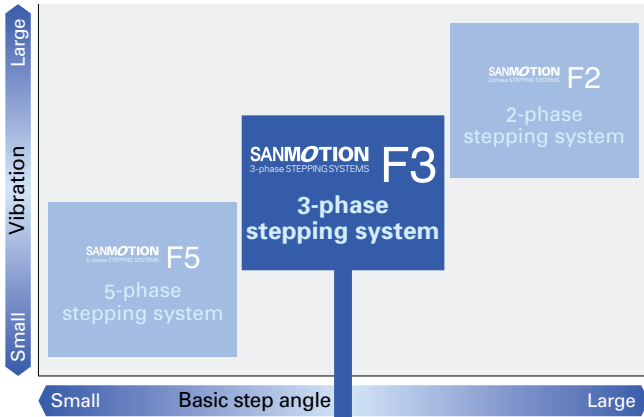 Large
Vibration
Small
SANMOTION F2
2-phase STEPPING SYSTEMS
2-phase
stepping system
SANMOTION F3
3-phase STEPPING SYSTEMS
3-phase
stepping system
SANMOTION F5
5-phase STEPPING SYSTEMS
5-phase
stepping system
Small Basic step angle Large